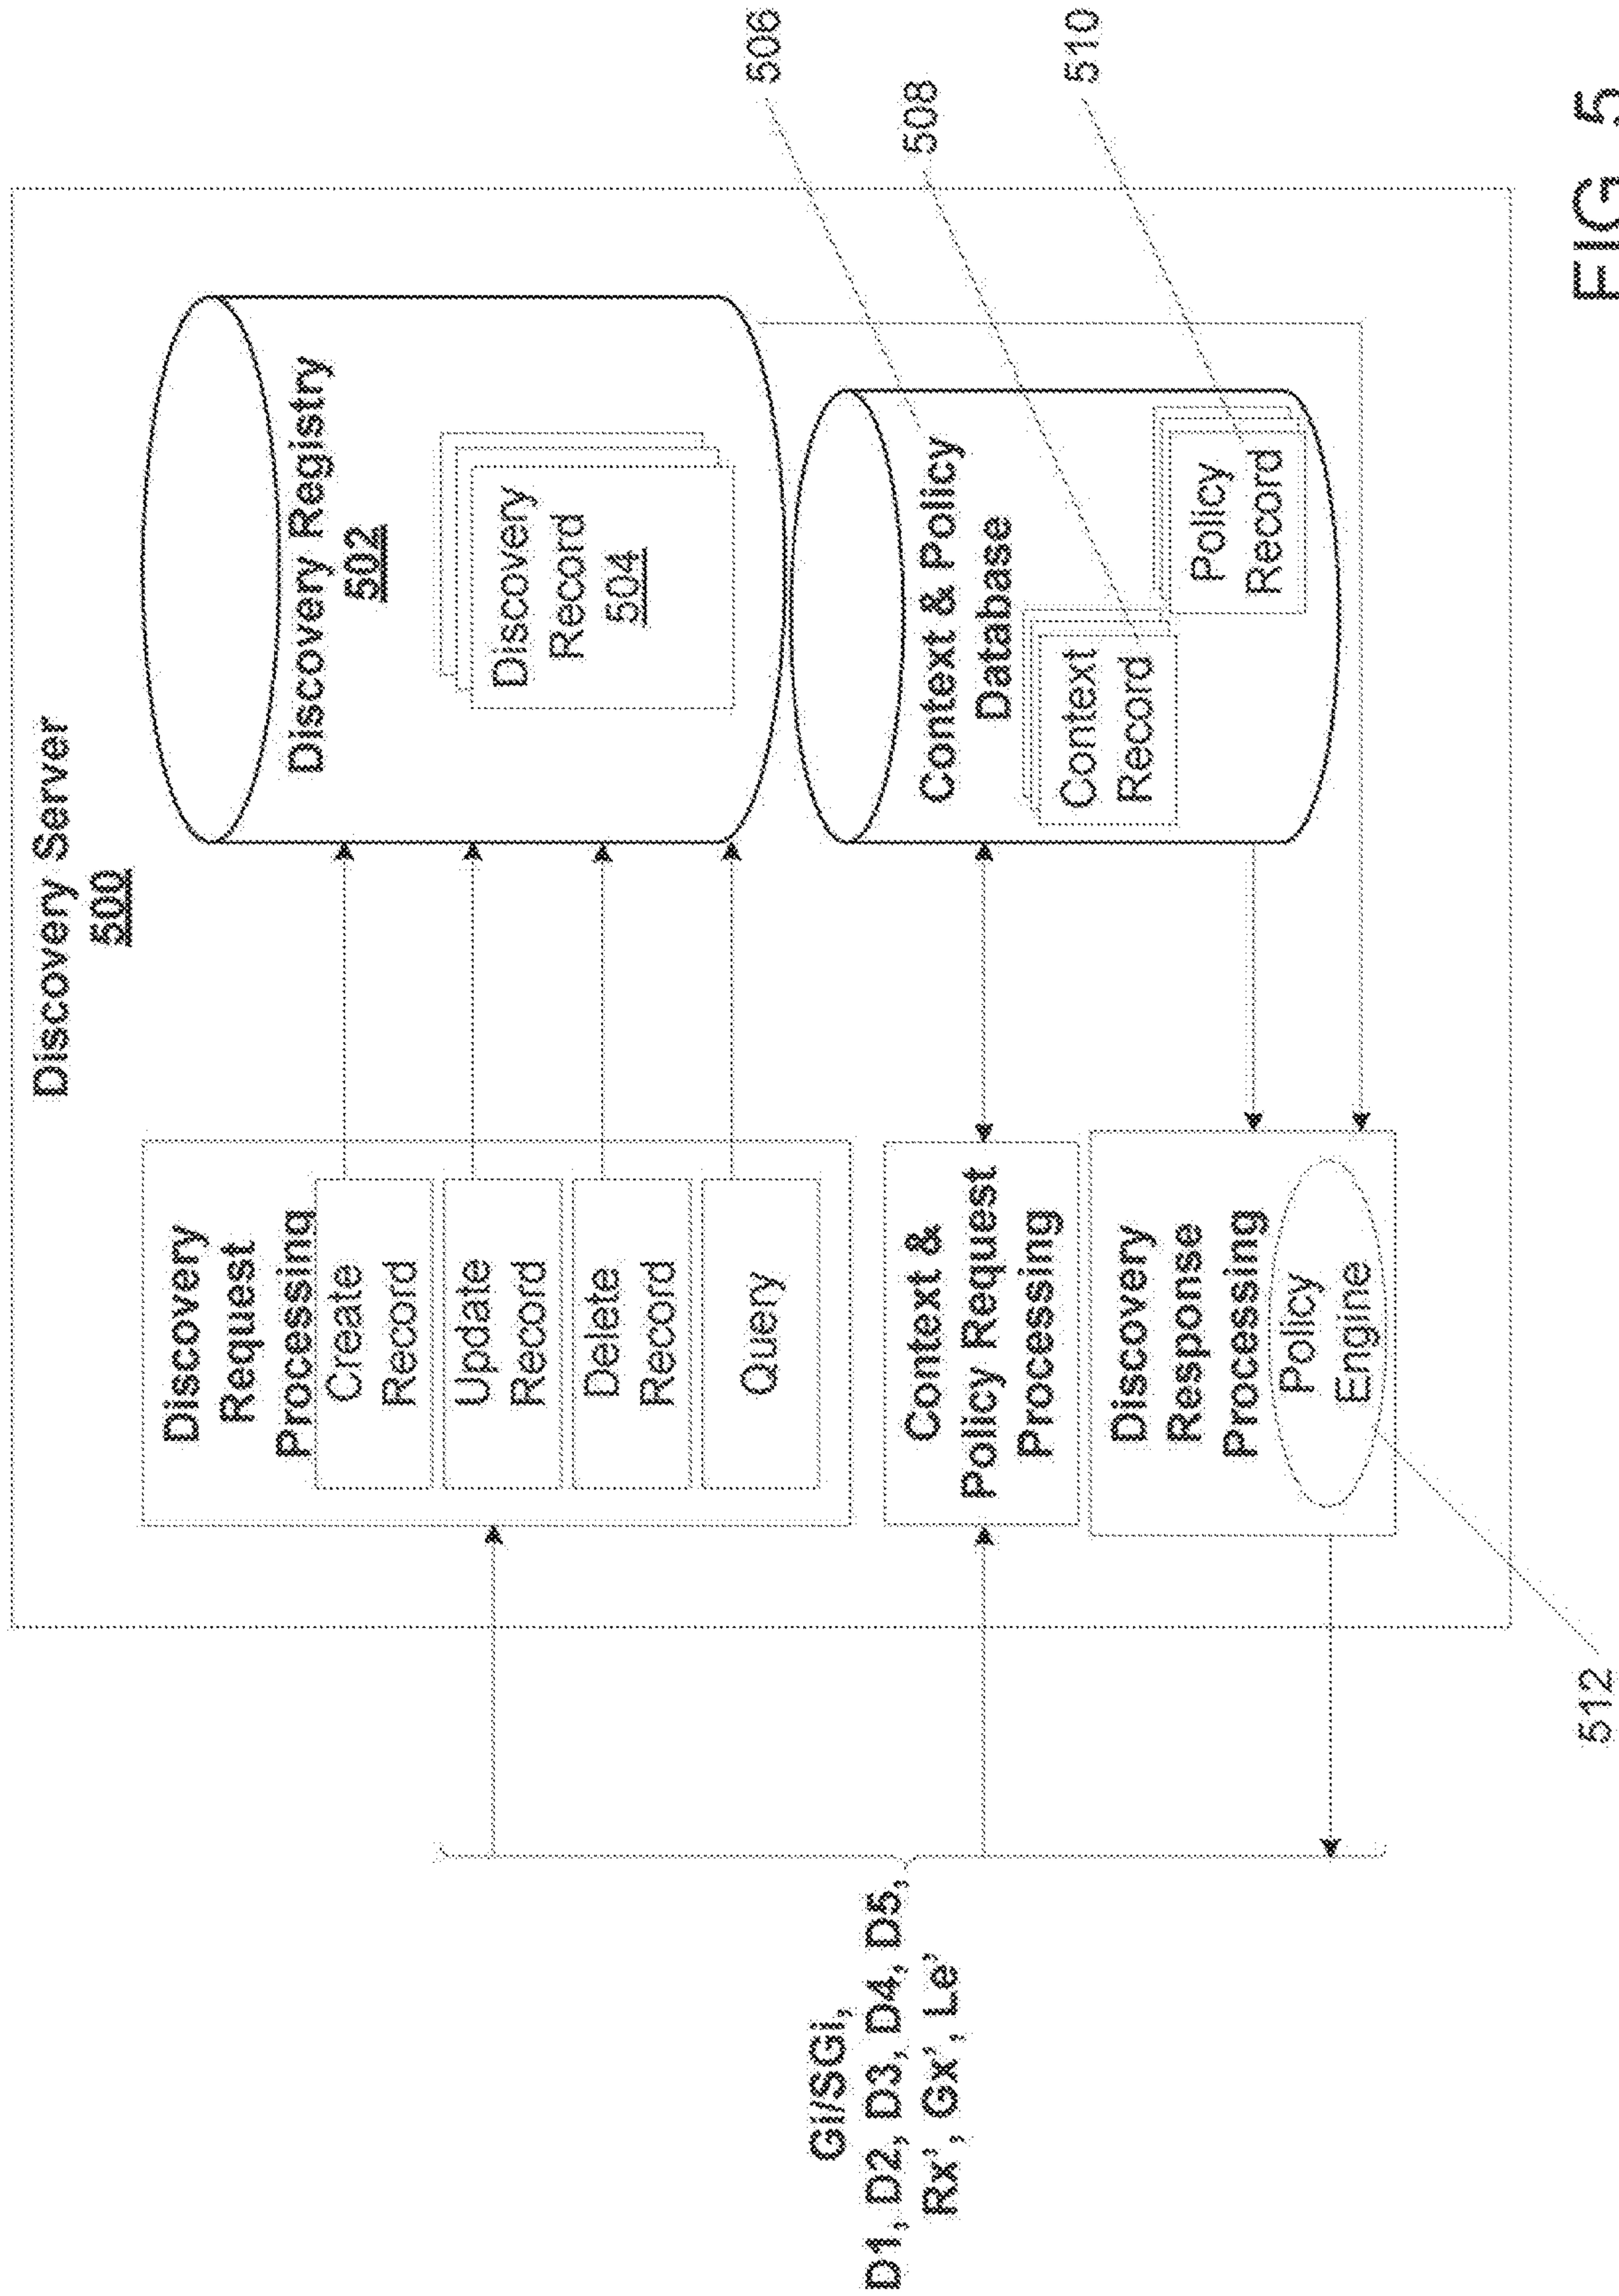 Discovery Server
500
Discovery
Request
Processing
Create
Record
Update
Record
Delete
Record
Query
Context &
Policy Request
Processing
Discovery
Response
Processing
Policy
Engine
512
Discovery Registry
502
Discovery
Record
504
Context & Policy
Database
Context
Record
Policy
Record
506
508
510
Gi/SGi,
D1, D2, D3, D4, D5,
Rx', Gx', Le'
FIG 5